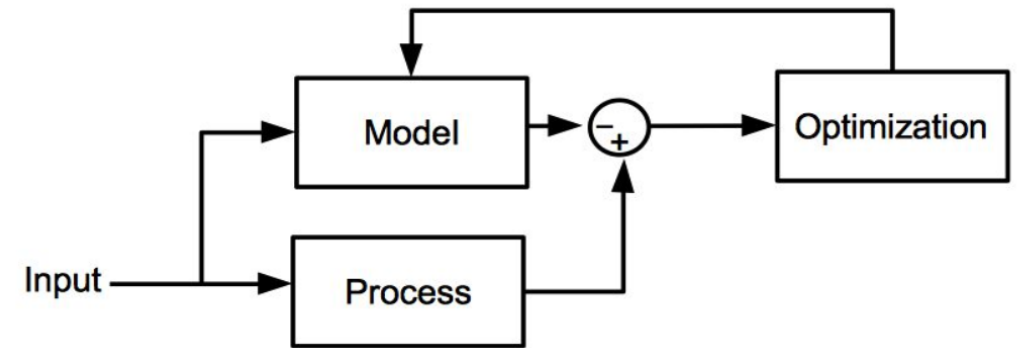 Model
−
+
Optimization
Input
Process